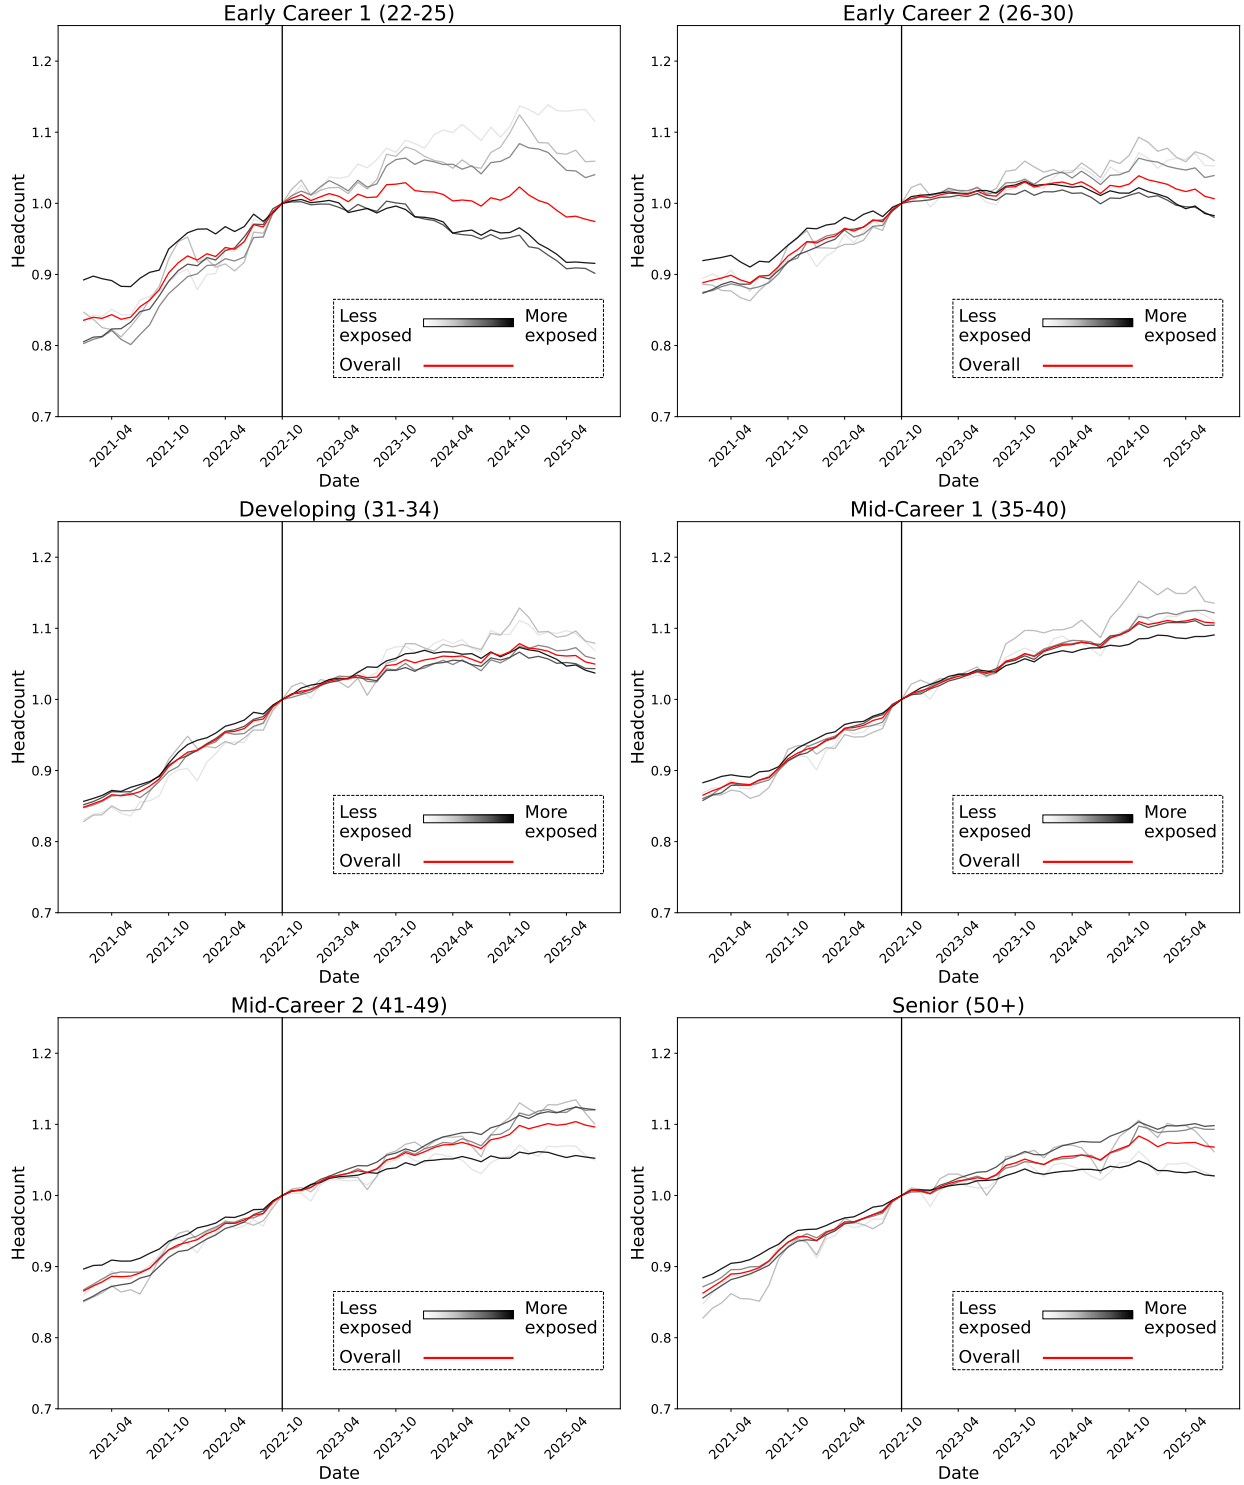 Early Career 1 (22-25)
Headcount
1.2
1.1
1.0
0.9
0.8
0.7
Less exposed
More exposed
Overall
2021-04
2021-10
2022-04
2022-10
2023-04
2023-10
2024-04
2024-10
2025-04
Date
Early Career 2 (26-30)
Headcount
1.2
1.1
1.0
0.9
0.8
0.7
Less exposed
More exposed
Overall
2021-04
2021-10
2022-04
2022-10
2023-04
2023-10
2024-04
2024-10
2025-04
Date
Developing (31-34)
Headcount
1.2
1.1
1.0
0.9
0.8
0.7
Less exposed
More exposed
Overall
2021-04
2021-10
2022-04
2022-10
2023-04
2023-10
2024-04
2024-10
2025-04
Date
Mid-Career 1 (35-40)
Headcount
1.2
1.1
1.0
0.9
0.8
0.7
Less exposed
More exposed
Overall
2021-04
2021-10
2022-04
2022-10
2023-04
2023-10
2024-04
2024-10
2025-04
Date
Mid-Career 2 (41-49)
Headcount
1.2
1.1
1.0
0.9
0.8
0.7
Less exposed
More exposed
Overall
2021-04
2021-10
2022-04
2022-10
2023-04
2023-10
2024-04
2024-10
2025-04
Date
Senior (50+)
Headcount
1.2
1.1
1.0
0.9
0.8
0.7
Less exposed
More exposed
Overall
2021-04
2021-10
2022-04
2022-10
2023-04
2023-10
2024-04
2024-10
2025-04
Date